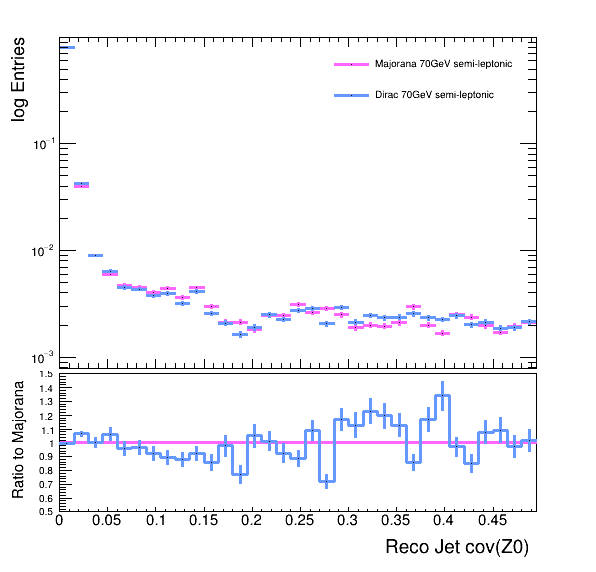 log Entries
Majorana 70GeV semi-leptonic
Dirac 70GeV semi-leptonic
10⁻¹
10⁻²
10⁻³
Ratio to Majorana
1.5
1.4
1.3
1.2
1.1
1
0.9
0.8
0.7
0.6
0.5
0 0.05 0.1 0.15 0.2 0.25 0.3 0.35 0.4 0.45
Reco Jet cov(Z0)